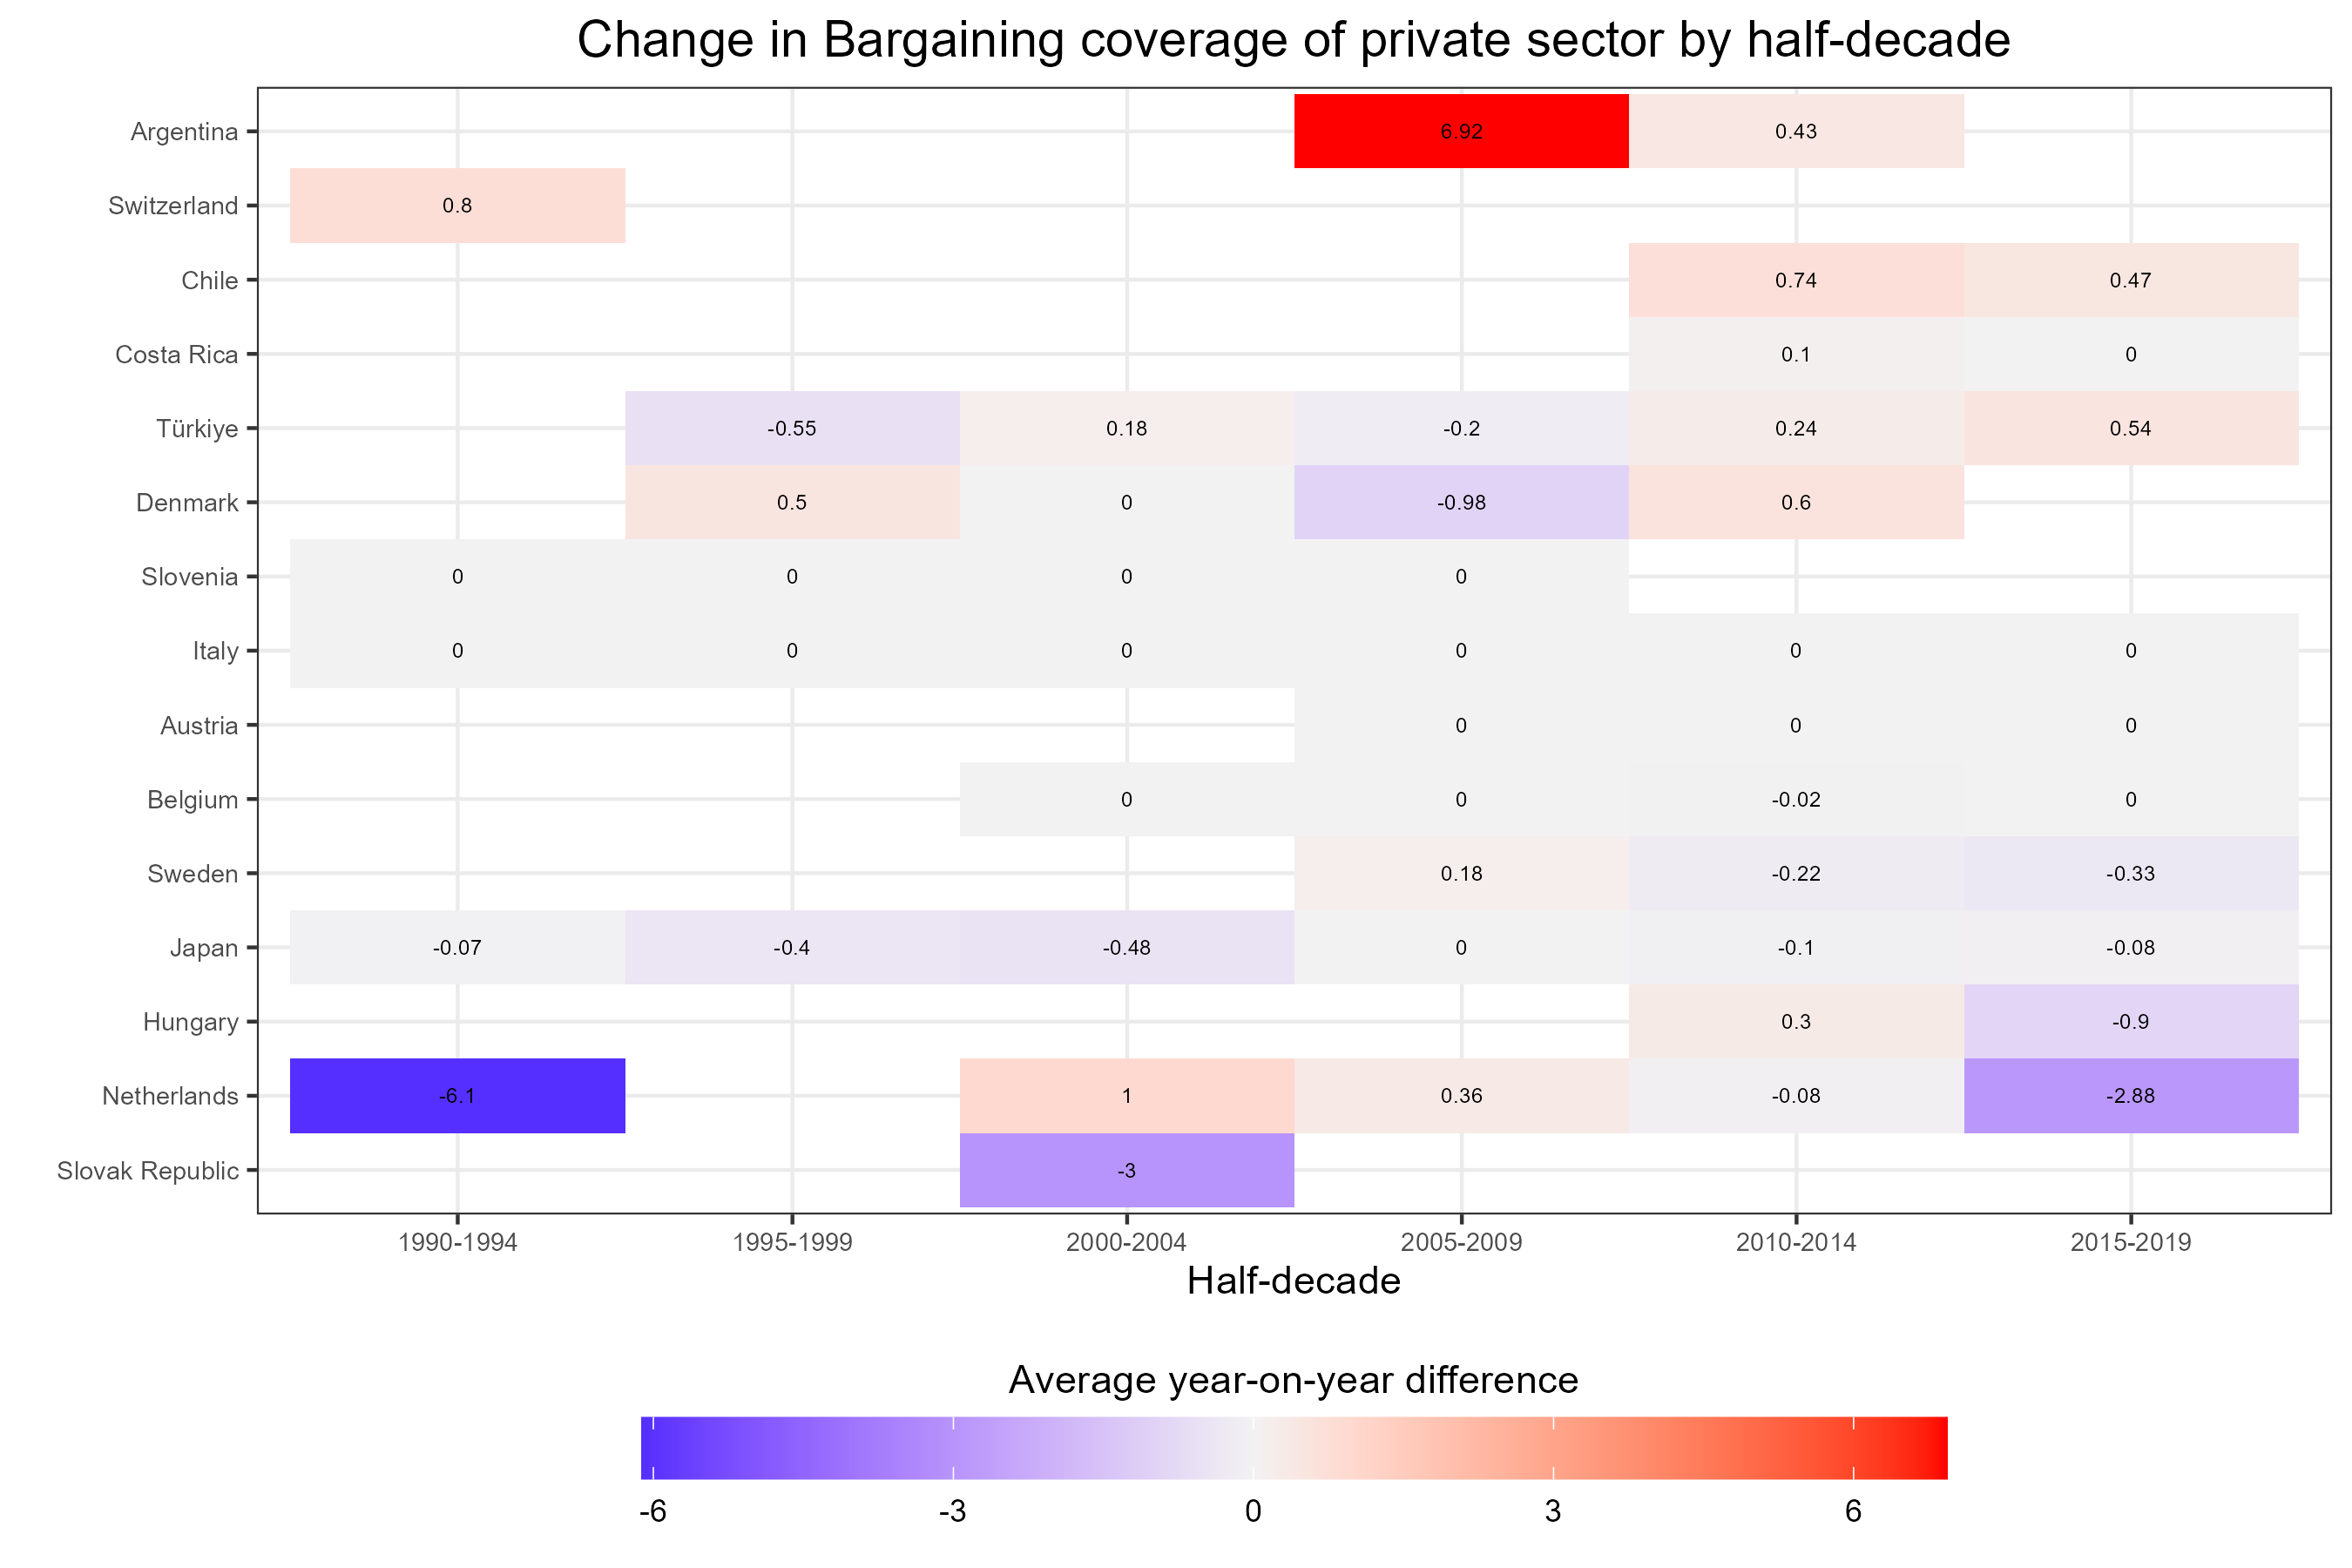 Change in Bargaining coverage of private sector by half-decade
Argentina 6.92 0.43
Switzerland 0.8
Chile 0.74 0.47
Costa Rica 0.1 0
Türkiye -0.55 0.18 -0.2 0.24 0.54
Denmark 0.5 0 -0.98 0.6
Slovenia 0 0 0 0
Italy 0 0 0 0 0 0
Austria 0 0 0
Belgium 0 0 -0.02 0
Sweden 0.18 -0.22 -0.33
Japan -0.07 -0.4 -0.48 0 -0.1 -0.08
Hungary 0.3 -0.9
Netherlands -6.1 1 0.36 -0.08 -2.88
Slovak Republic -3
1990-1994 1995-1999 2000-2004 2005-2009 2010-2014 2015-2019
Half-decade
Average year-on-year difference
-6 -3 0 3 6